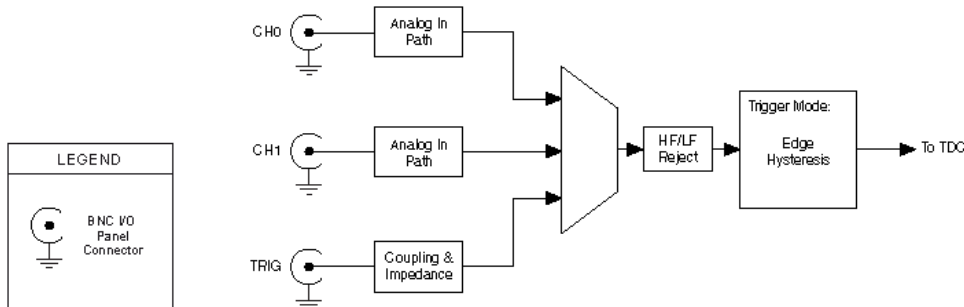 CH0
Analog In
Path
CH1
Analog In
Path
TRIG
Coupling &
Impedance
HF/LF
Reject
Trigger Mode:
Edge
Hysteresis
To TDC
LEGEND
BNC I/O
Panel
Connector